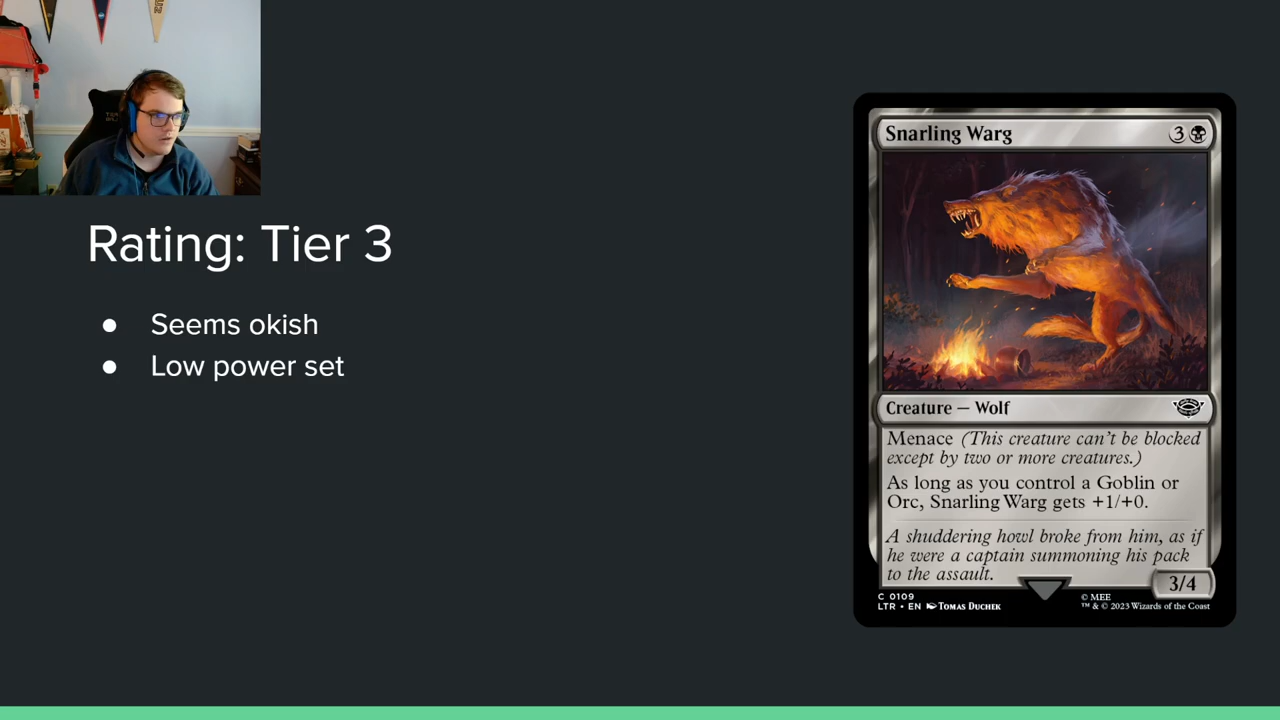 Rating: Tier 3
● Seems okish
● Low power set
Snarling Warg 3
Creature — Wolf
Menace (This creature can't be blocked
except by two or more creatures.)
As long as you control a Goblin or
Orc, Snarling Warg gets +1/+0.
A shuddering howl broke from him, as if
he were a captain summoning his pack
to the assault.
3/4
C 0109
LTR • EN Tomas Duchek
© MEE
™ & © 2023 Wizards of the Coast